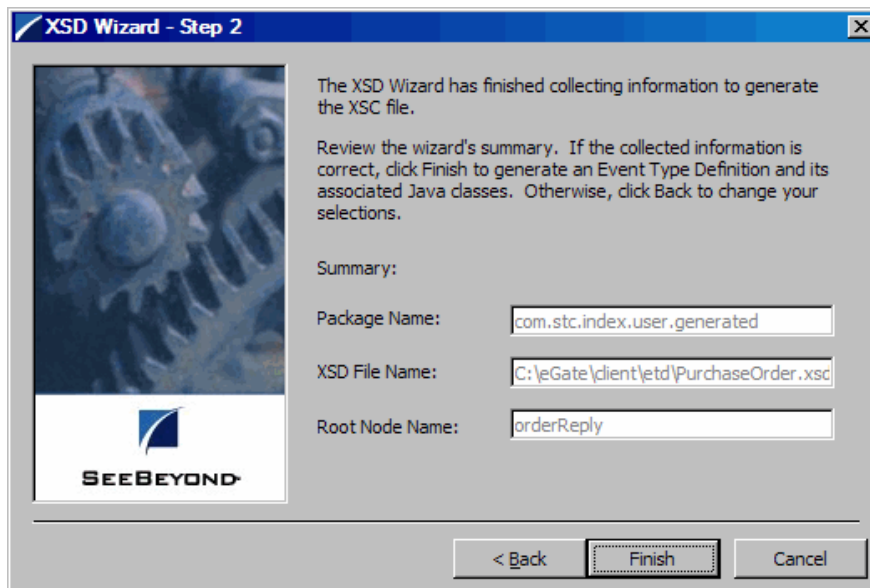 XSD Wizard - Step 2
The XSD Wizard has finished collecting information to generate
the XSC file.
Review the wizard's summary. If the collected information is
correct, click Finish to generate an Event Type Definition and its
associated Java classes. Otherwise, click Back to change your
selections.
Summary:
Package Name: com.stc.index.user.generated
XSD File Name: C:\eGate\client\etd\PurchaseOrder.xsc
Root Node Name: orderReply
SEEBEYOND
< Back Finish Cancel